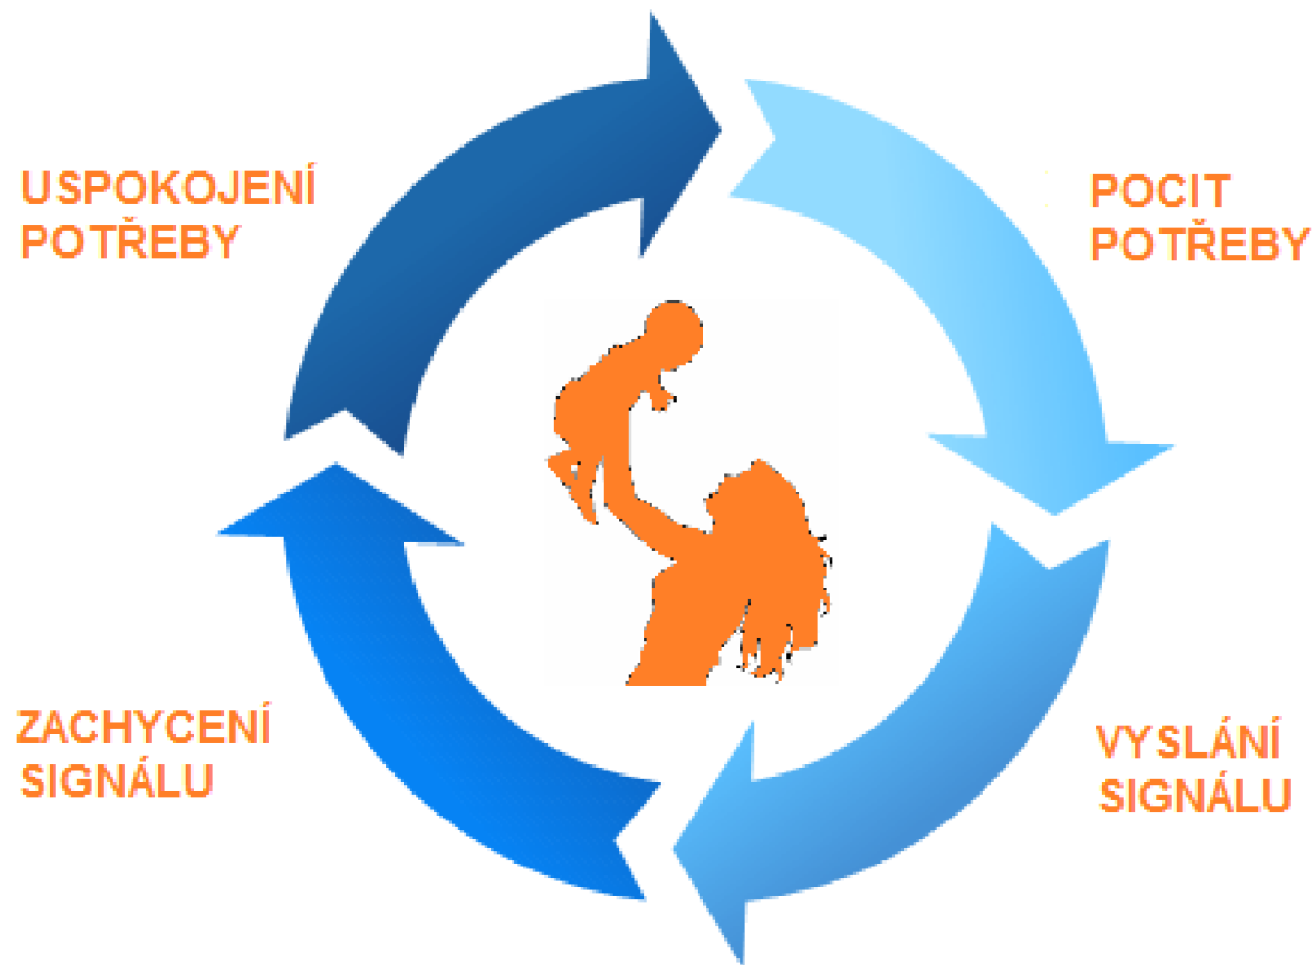 USPOKOJENÍ
POTŘEBY
POCIT
POTŘEBY
ZACHYCENÍ
SIGNÁLU
VYSLÁNÍ
SIGNÁLU